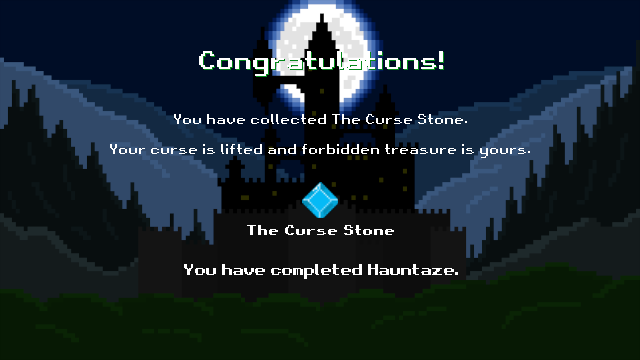 Congratulations!
You have collected The Curse Stone.
Your curse is lifted and forbidden treasure is yours.
The Curse Stone
You have completed Hauntaze.